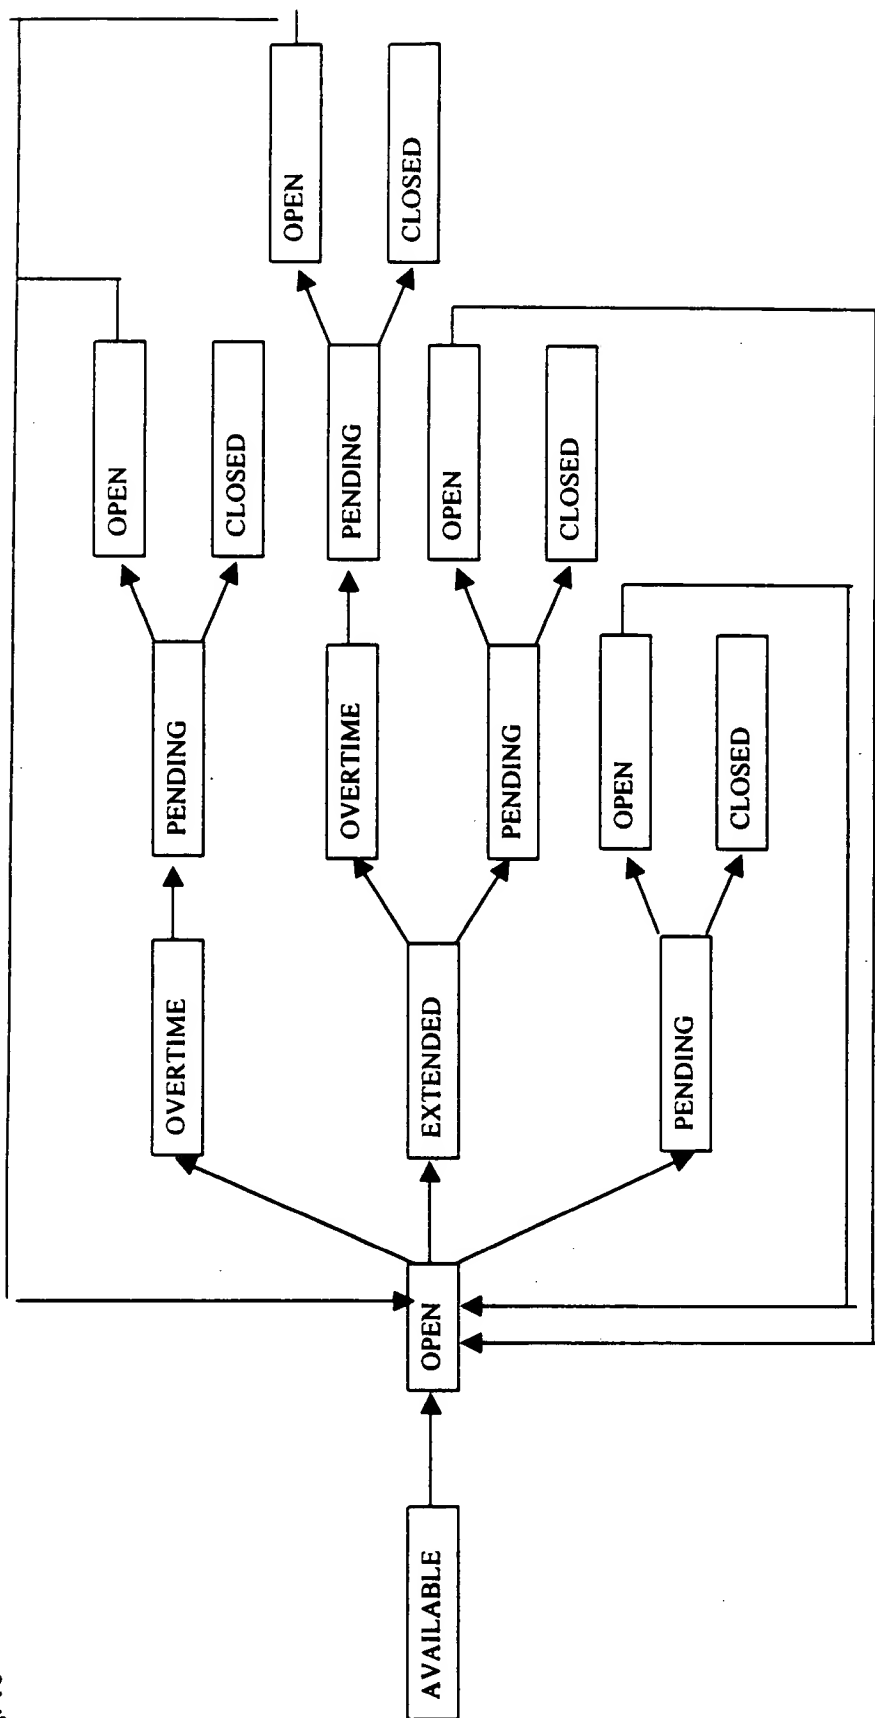 OPEN
OVERTIME
PENDING
CLOSED
OPEN
OVERTIME
PENDING
CLOSED
AVAILABLE
OPEN
EXTENDED
OPEN
PENDING
CLOSED
OPEN
PENDING
CLOSED